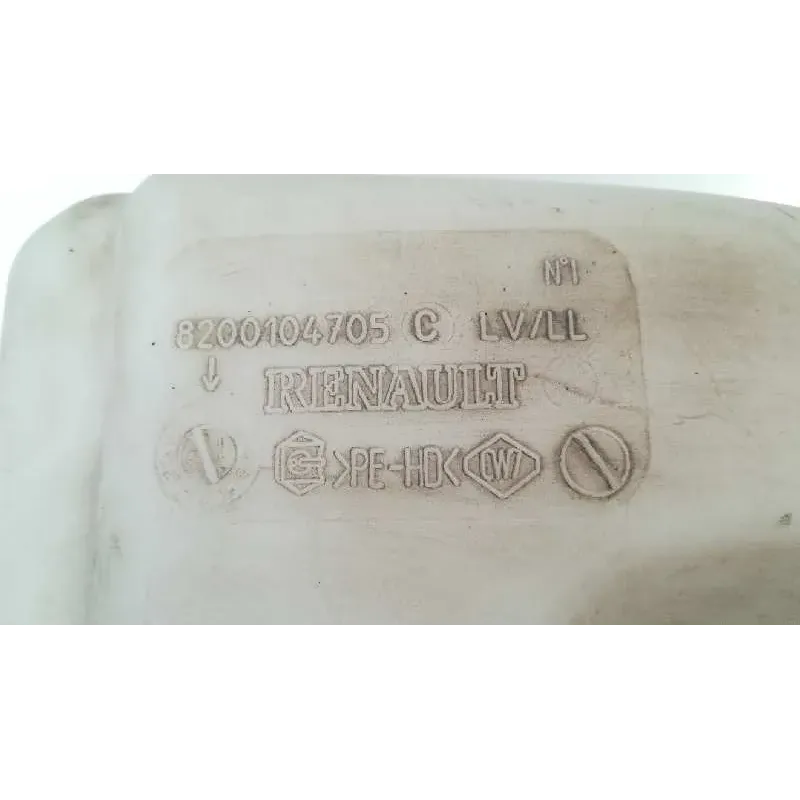 N°1
8200104705 C LV/LL
RENAULT
>PE-HD<